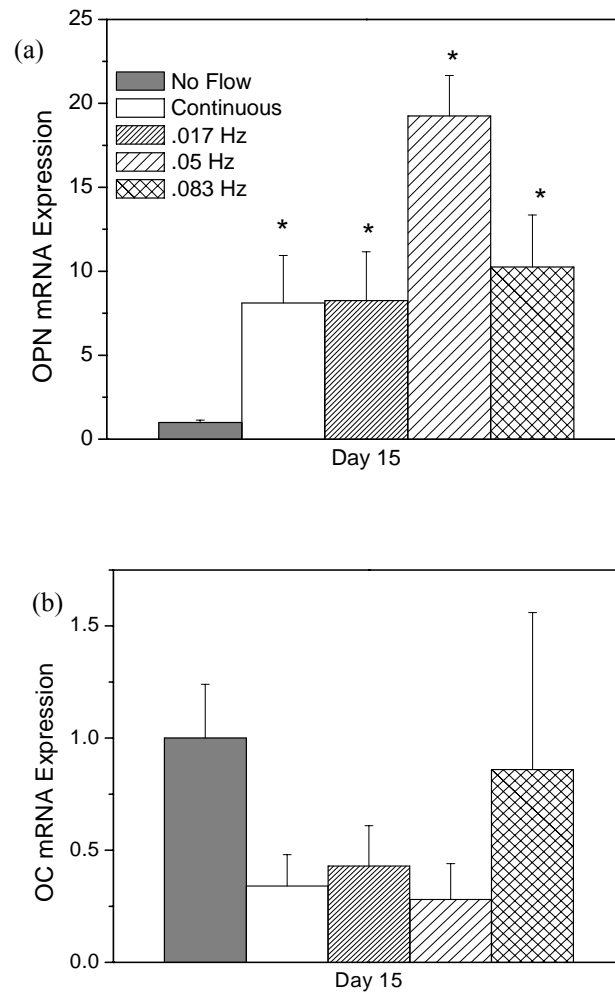 (a)
OPN mRNA Expression
25
20
15
10
5
0
No Flow
Continuous
.017 Hz
.05 Hz
.083 Hz
*
*
*
*
Day 15
(b)
OC mRNA Expression
1.5
1.0
0.5
0.0
Day 15